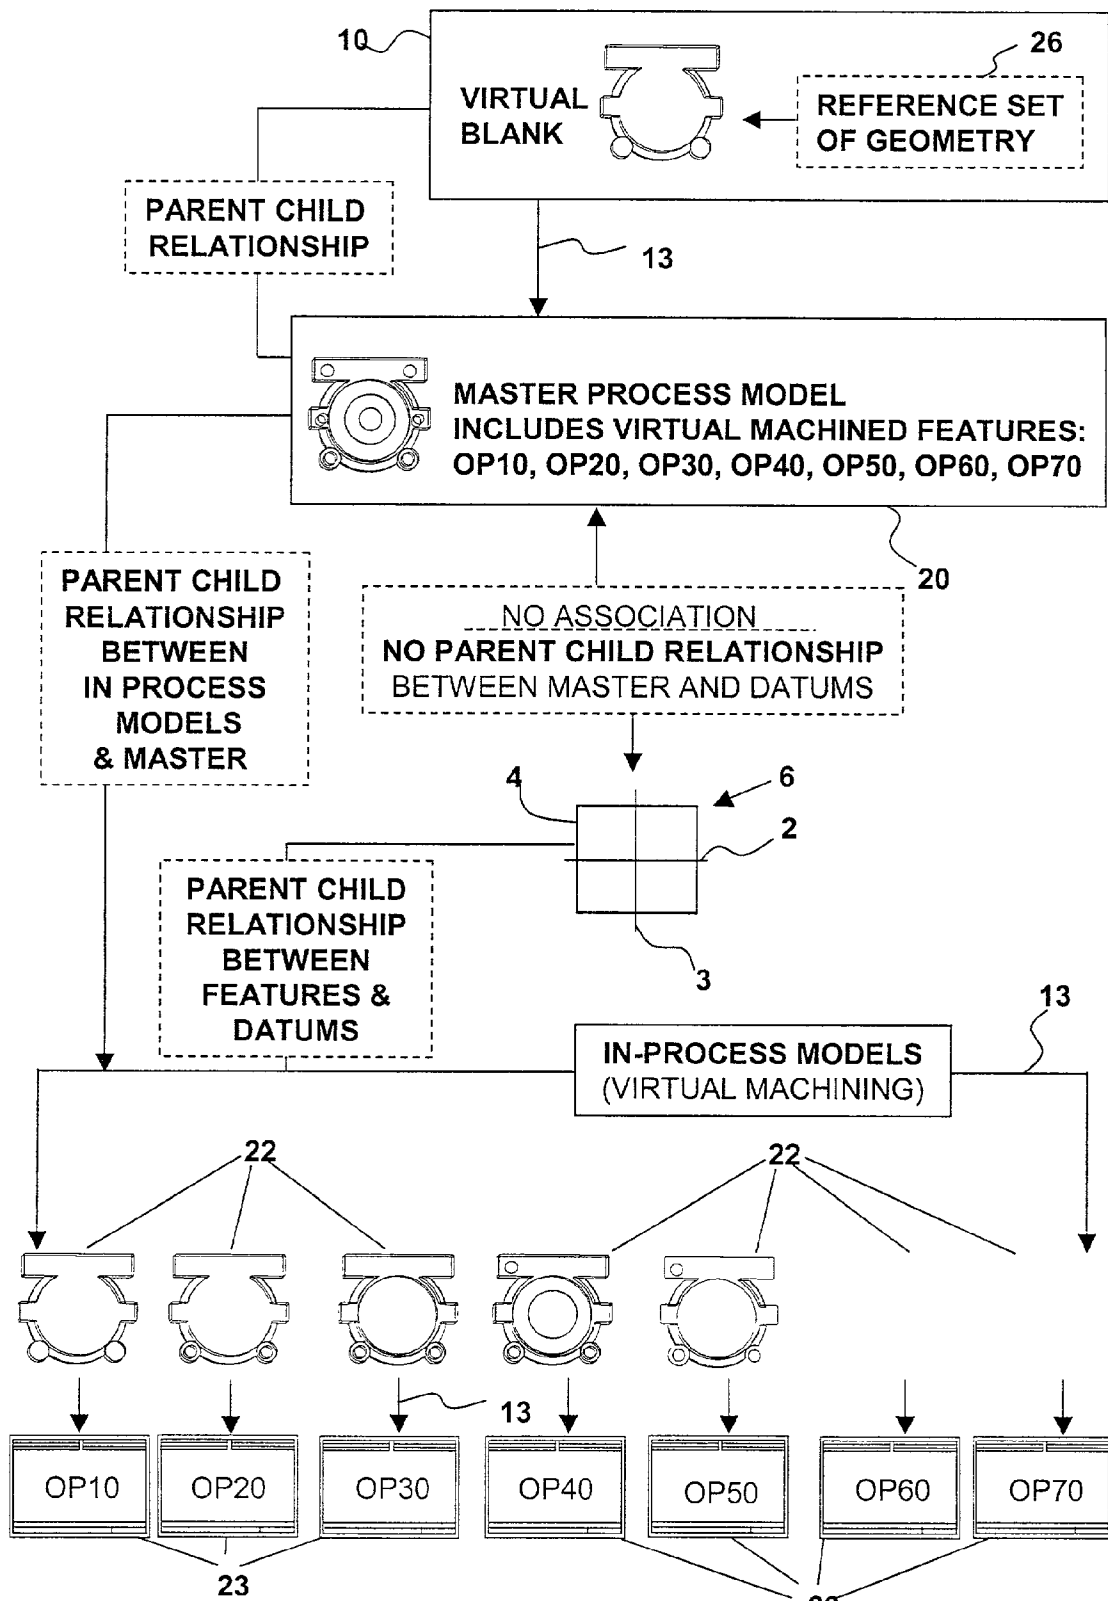 10
26
VIRTUAL
BLANK
REFERENCE SET
OF GEOMETRY
PARENT CHILD
RELATIONSHIP
13
MASTER PROCESS MODEL
INCLUDES VIRTUAL MACHINED FEATURES:
OP10, OP20, OP30, OP40, OP50, OP60, OP70
20
PARENT CHILD
RELATIONSHIP
BETWEEN
IN PROCESS
MODELS
& MASTER
NO ASSOCIATION
NO PARENT CHILD RELATIONSHIP
BETWEEN MASTER AND DATUMS
4
6
2
3
PARENT CHILD
RELATIONSHIP
BETWEEN
FEATURES &
DATUMS
IN-PROCESS MODELS
(VIRTUAL MACHINING)
13
22
22
13
OP10
OP20
OP30
OP40
OP50
OP60
OP70
23